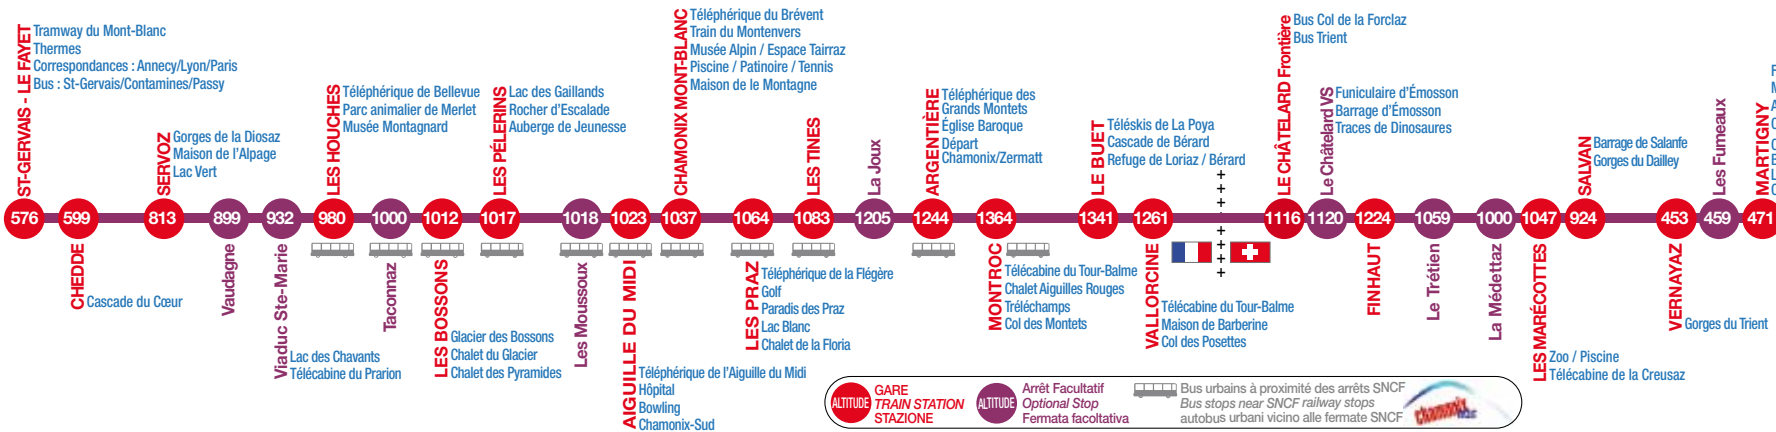 ST-GERVAIS - LE FAYET
Tramway du Mont-Blanc
Thermes
Correspondances : Annecy/Lyon/Paris
Bus : St-Gervais/Contamines/Passy
576
599
CHEDDE
Cascade du Cœur
SERVOZ
Gorges de la Diosaz
Maison de l'Alpage
Lac Vert
813
899
Vaudagne
932
Viaduc Ste-Marie
Lac des Chavants
Télécabine du Prarion
LES HOUCHES
Téléphérique de Bellevue
Parc animalier de Merlet
Musée Montagnard
980
1000
Taconnaz
1012
LES BOSSONS
Glacier des Bossons
Chalet du Glacier
Chalet des Pyramides
LES PÉLERINS
Lac des Gaillands
Rocher d'Escalade
Auberge de Jeunesse
1017
1018
Les Moussoux
1023
AIGUILLE DU MIDI
Téléphérique de l'Aiguille du Midi
Hôpital
Bowling
Chamonix-Sud
CHAMONIX MONT-BLANC
Téléphérique du Brévent
Train du Montenvers
Musée Alpin / Espace Tairraz
Piscine / Patinoire / Tennis
Maison de le Montagne
1037
1064
LES PRAZ
Téléphérique de la Flégère
Golf
Paradis des Praz
Lac Blanc
Chalet de la Floria
LES TINES
1083
La Joux
1205
ARGENTIÈRE
Téléphérique des
Grands Montets
Église Baroque
Départ
Chamonix/Zermatt
1244
1364
MONTROC
Télécabine du Tour-Balme
Chalet Aiguilles Rouges
Tréléchamps
Col des Montets
LE BUET
Téléskis de La Poya
Cascade de Bérard
Refuge de Loriaz / Bérard
1341
1261
VALLORCINE
Télécabine du Tour-Balme
Maison de Barberine
Col des Posettes
LE CHÂTELARD Frontière
Bus Col de la Forclaz
Bus Trient
1116
Le Châtelard VS
Funiculaire d'Émosson
Barrage d'Émosson
Traces de Dinosaures
1120
1224
FINHAUT
1059
Le Trétien
1000
La Médettaz
1047
LES MARÉCOTTES
Zoo / Piscine
Télécabine de la Creusaz
SALVAN
Barrage de Salanfe
Gorges du Dailley
924
453
VERNAYAZ
Gorges du Trient
Les Fumeaux
459
MARTIGNY
471
ALTITUDE
GARE
TRAIN STATION
STAZIONE
ALTITUDE
Arrêt Facultatif
Optional Stop
Fermata facoltativa
Bus urbains à proximité des arrêts SNCF
Bus stops near SNCF railway stops
autobus urbani vicino alle fermate SNCF
chamonix